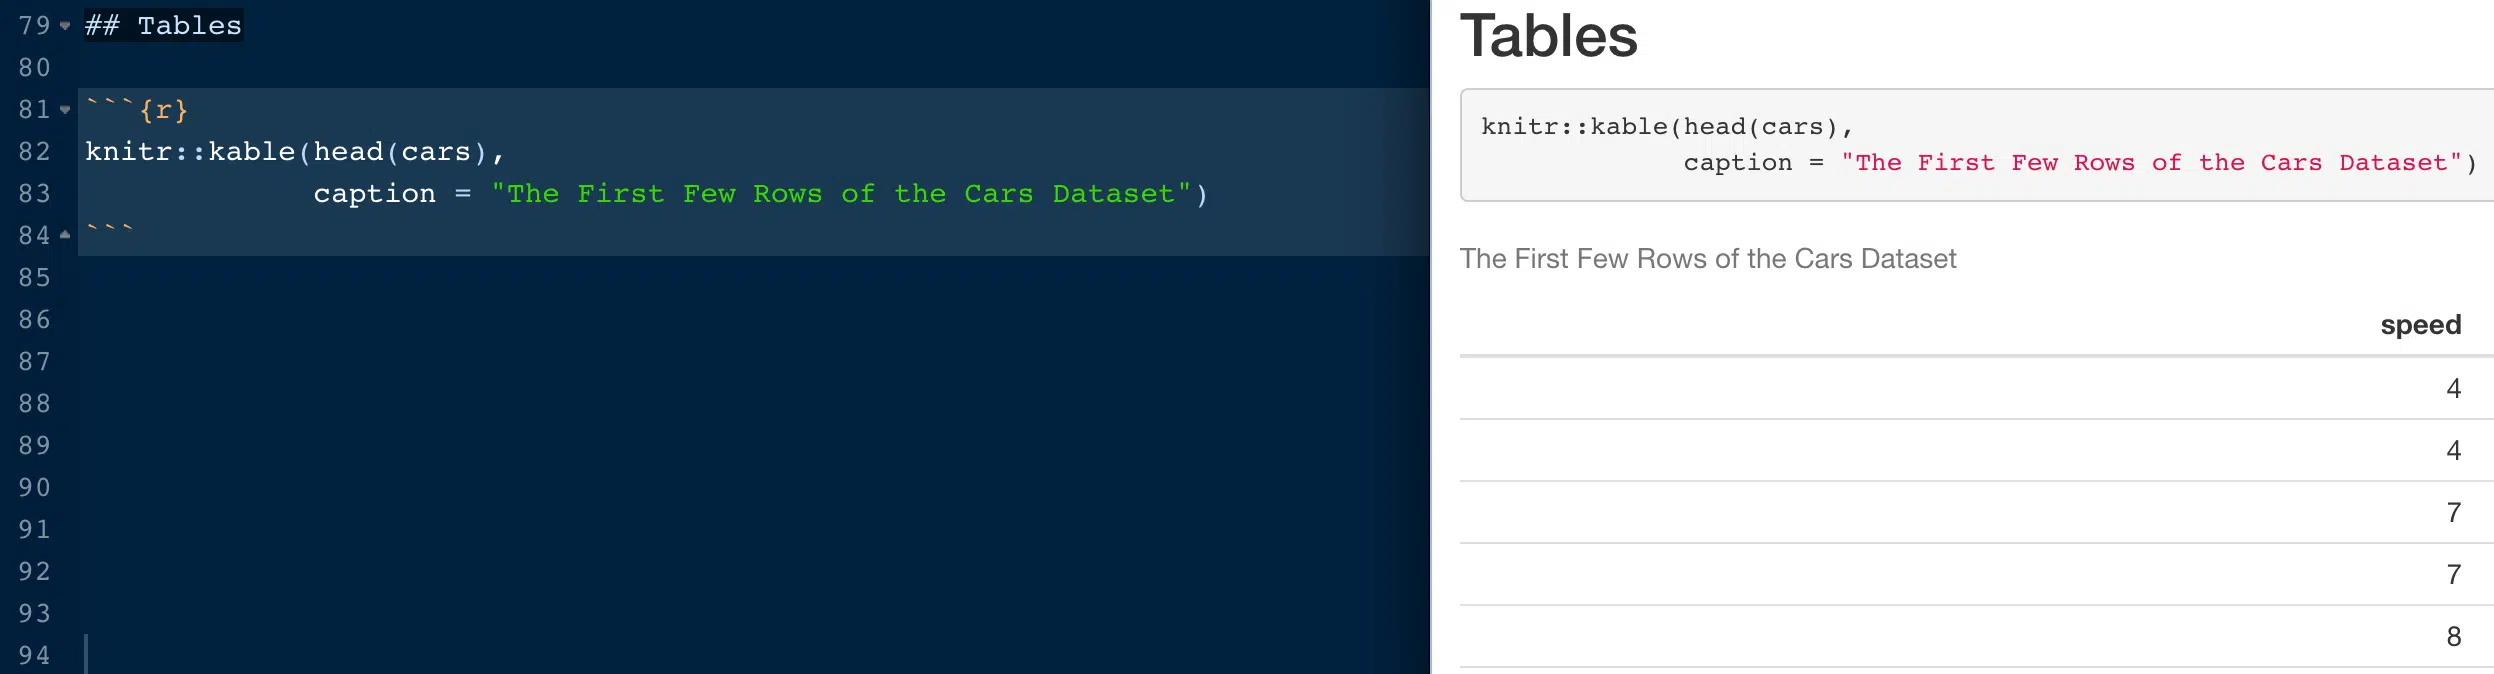 79 ## Tables
80
81 ```{r}
82 knitr::kable(head(cars),
83 caption = "The First Few Rows of the Cars Dataset")
84 ```
85
86
87
88
89
90
91
92
93
94
Tables
knitr::kable(head(cars),
caption = "The First Few Rows of the Cars Dataset")
The First Few Rows of the Cars Dataset
speed
4
4
7
7
8